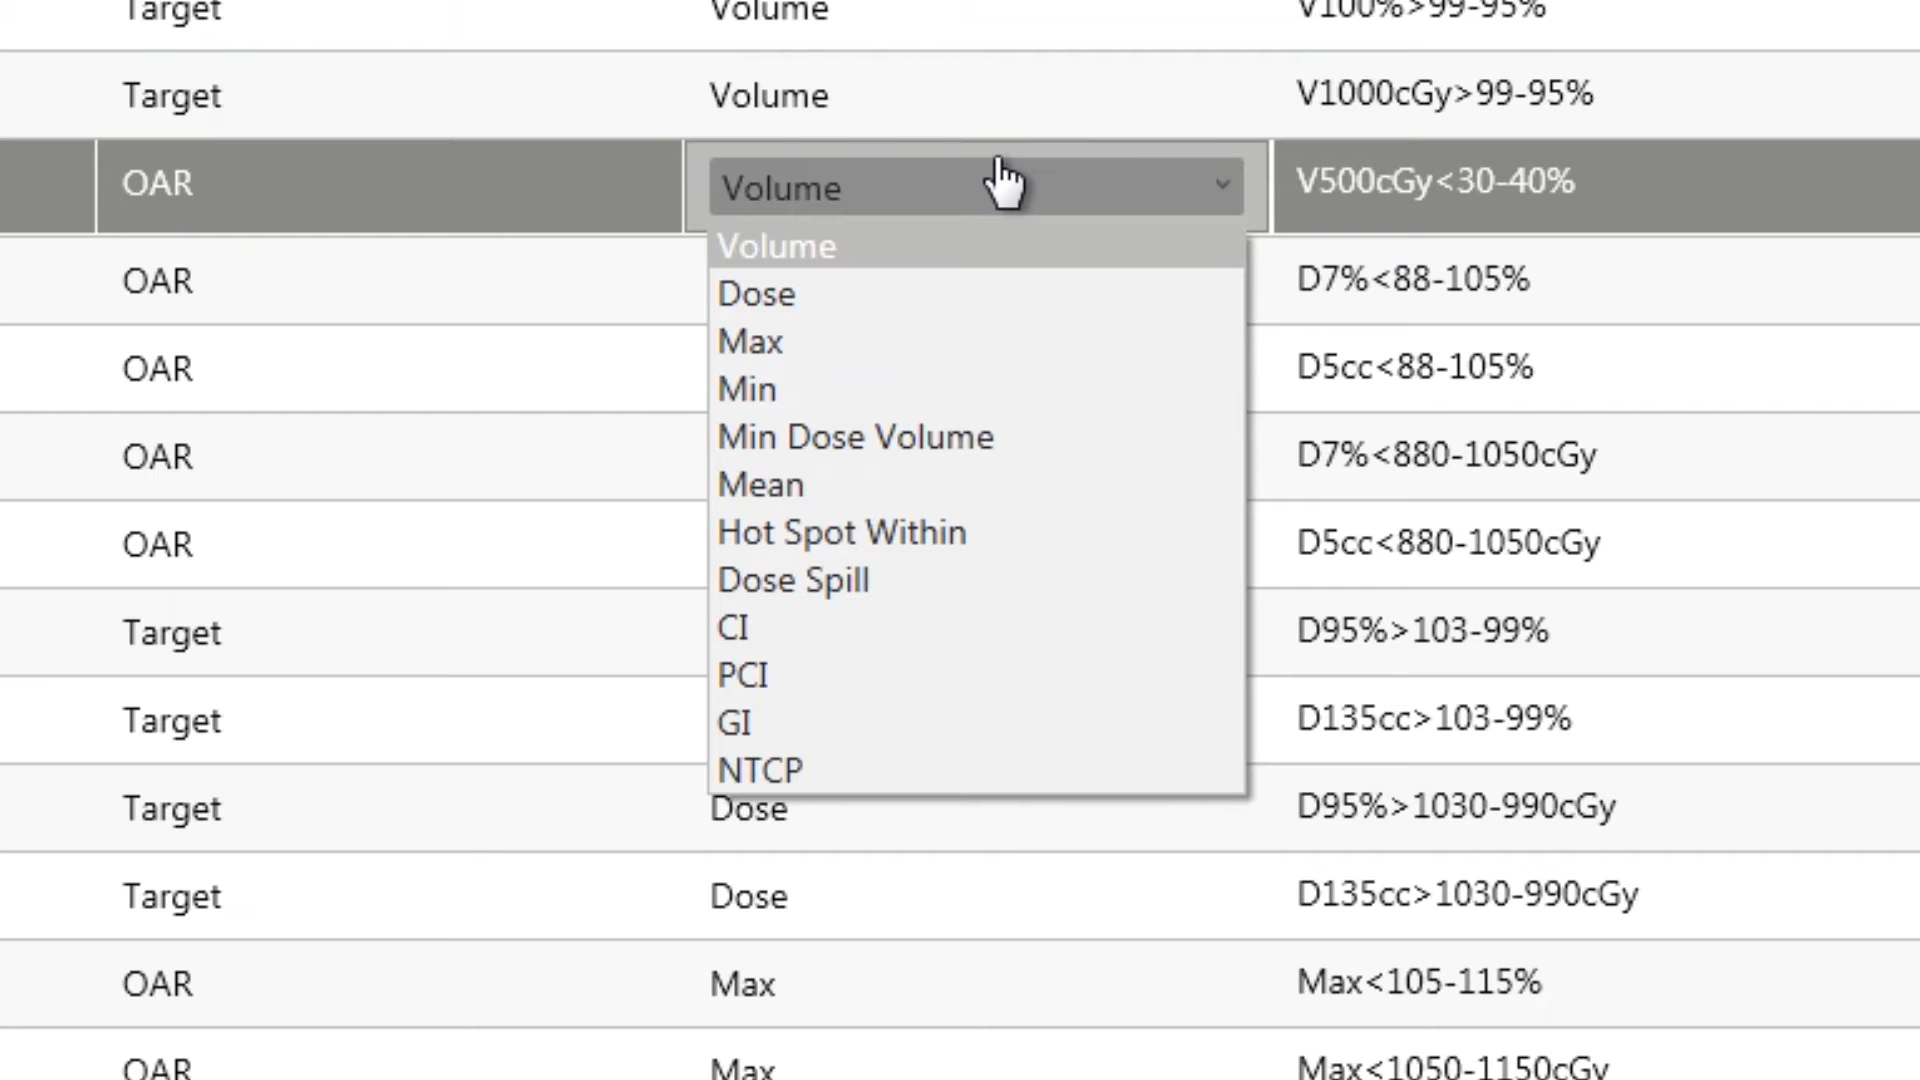 Target Volume V100%>99-95%
Target Volume V1000cGy>99-95%
OAR Volume V500cGy<30-40%
Volume
OAR D7%<88-105%
Dose
Max
OAR D5cc<88-105%
Min
Min Dose Volume
OAR D7%<880-1050cGy
Mean
Hot Spot Within
OAR D5cc<880-1050cGy
Dose Spill
CI
Target D95%>103-99%
PCI
GI
Target D135cc>103-99%
NTCP
Target Dose D95%>1030-990cGy
Target Dose D135cc>1030-990cGy
OAR Max Max<105-115%
OAR Max Max<1050-1150cGy